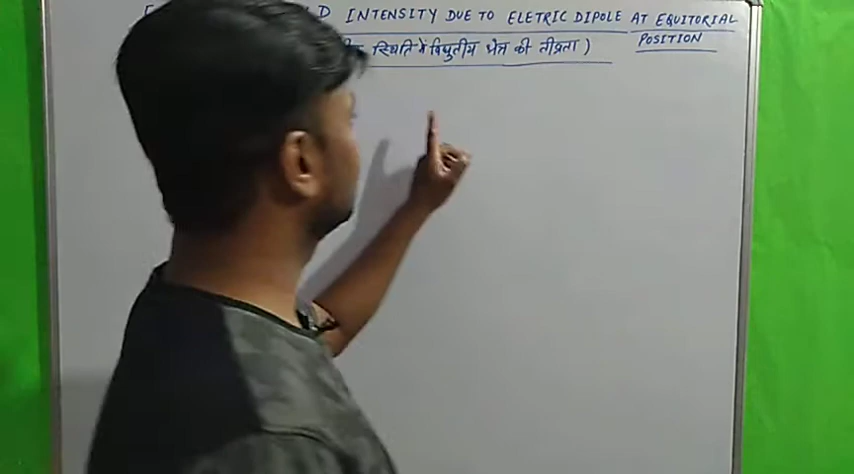 D INTENSITY DUE TO ELETRIC DIPOLE AT EQUITORIAL
POSITION
स्थिति में विधुतीय क्षेत्र की तीव्रता )